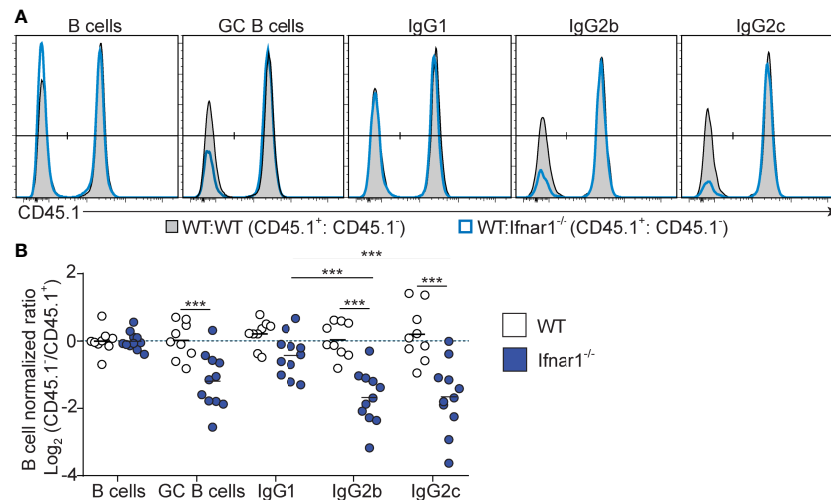 A
B cells GC B cells IgG1 IgG2b IgG2c
CD45.1
WT:WT (CD45.1+: CD45.1-) WT:Ifnar1-/- (CD45.1+: CD45.1-)
B
***
***
*** *** ***
B cell normalized ratio
Log2 (CD45.1-/CD45.1+)
2
0
-2
-4
WT
Ifnar1-/-
B cells GC B cells IgG1 IgG2b IgG2c